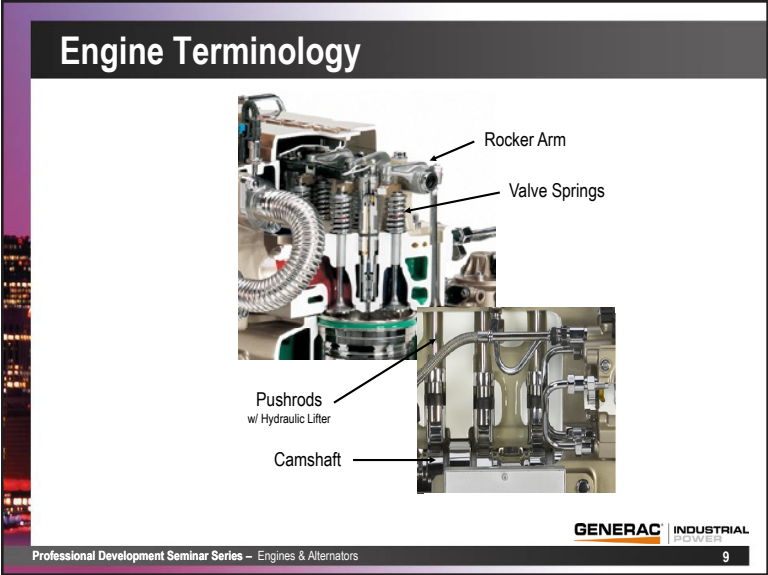 Engine Terminology
Rocker Arm
Valve Springs
Pushrods
w/ Hydraulic Lifter
Camshaft
GENERAC INDUSTRIAL
POWER
Professional Development Seminar Series – Engines & Alternators
9